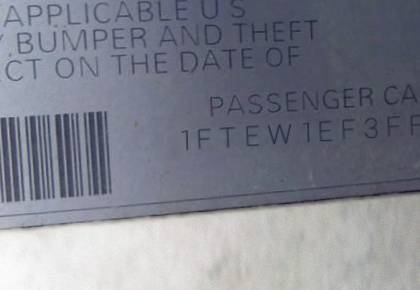 APPLICABLE U S
Y BUMPER AND THEFT
CT ON THE DATE OF
PASSENGER CA
1FTEW1EF3FF